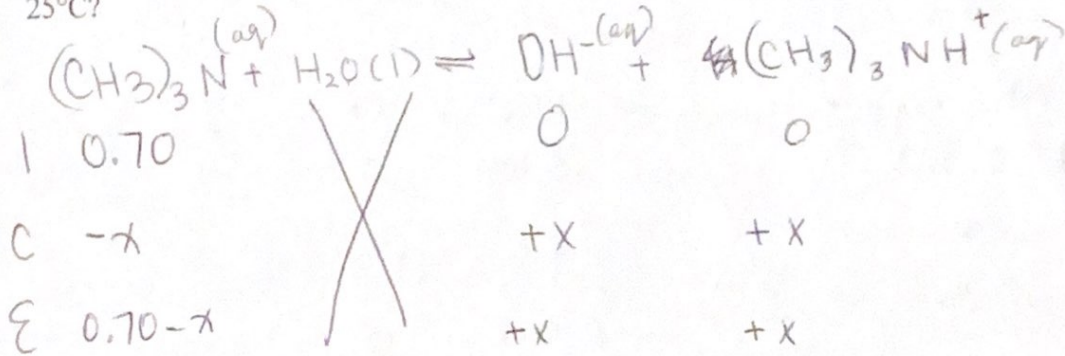 25°C?
(CH3)₃N(aq) + H₂O(l) ⇌ OH⁻(aq) + (CH₃)₃NH⁺(aq)
I 0.70 0 0
C -x +x +x
E 0.70-x +x +x